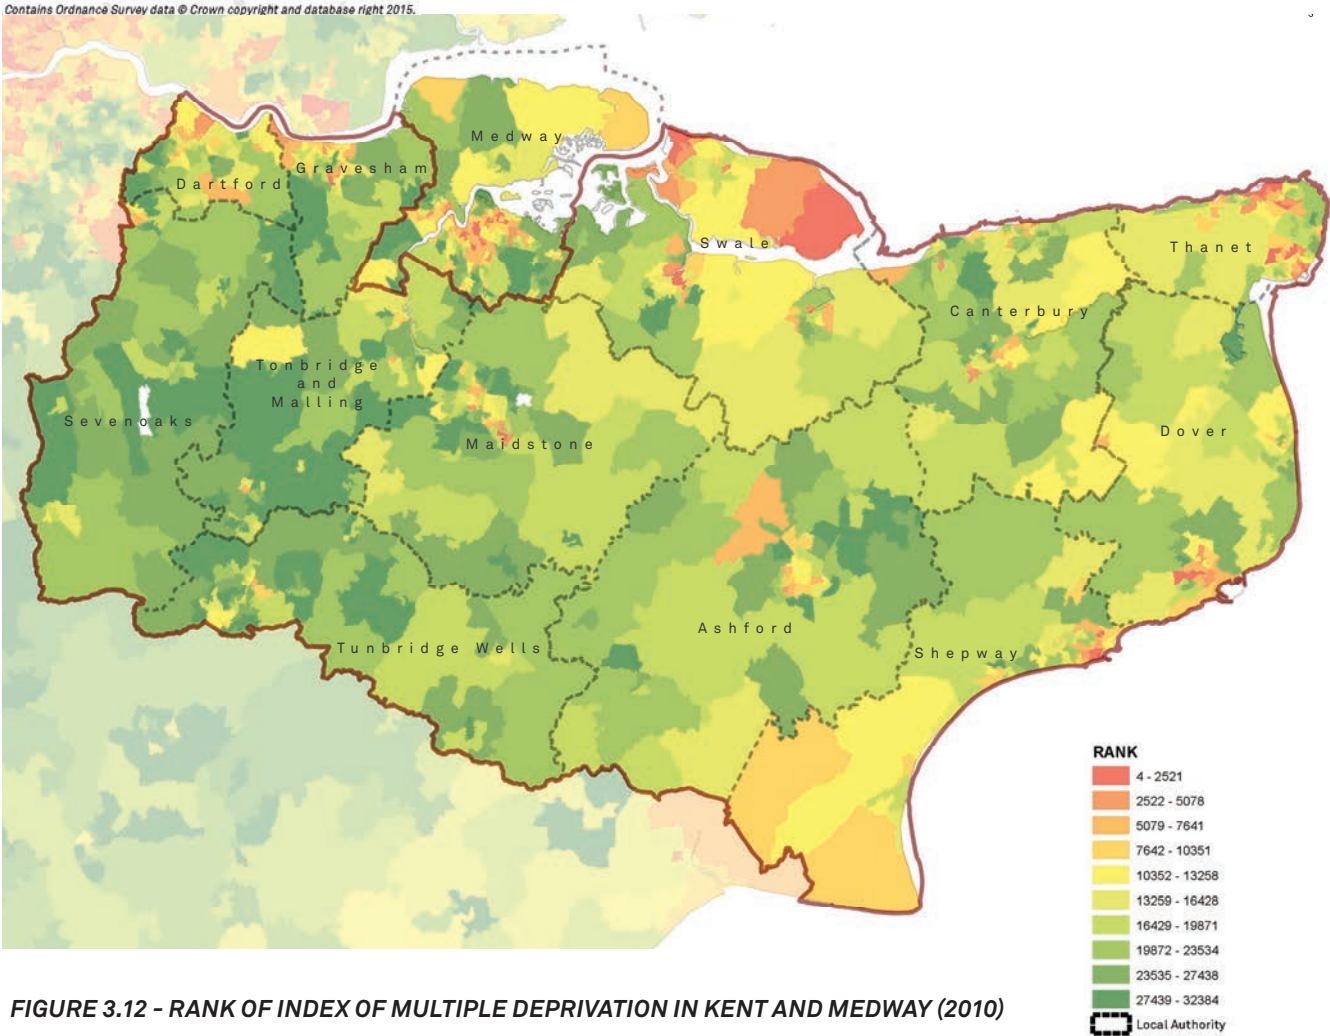 Contains Ordnance Survey data © Crown copyright and database right 2015.
Medway
Gravesham
Dartford
Swale
Thanet
Canterbury
Tonbridge
and
Malling
Sevenoaks
Maidstone
Dover
Ashford
Tunbridge Wells
Shepway
RANK
4 - 2521
2522 - 5078
5079 - 7641
7642 - 10351
10352 - 13258
13259 - 16428
16429 - 19871
19872 - 23534
23535 - 27438
27439 - 32384
Local Authority
FIGURE 3.12 - RANK OF INDEX OF MULTIPLE DEPRIVATION IN KENT AND MEDWAY (2010)